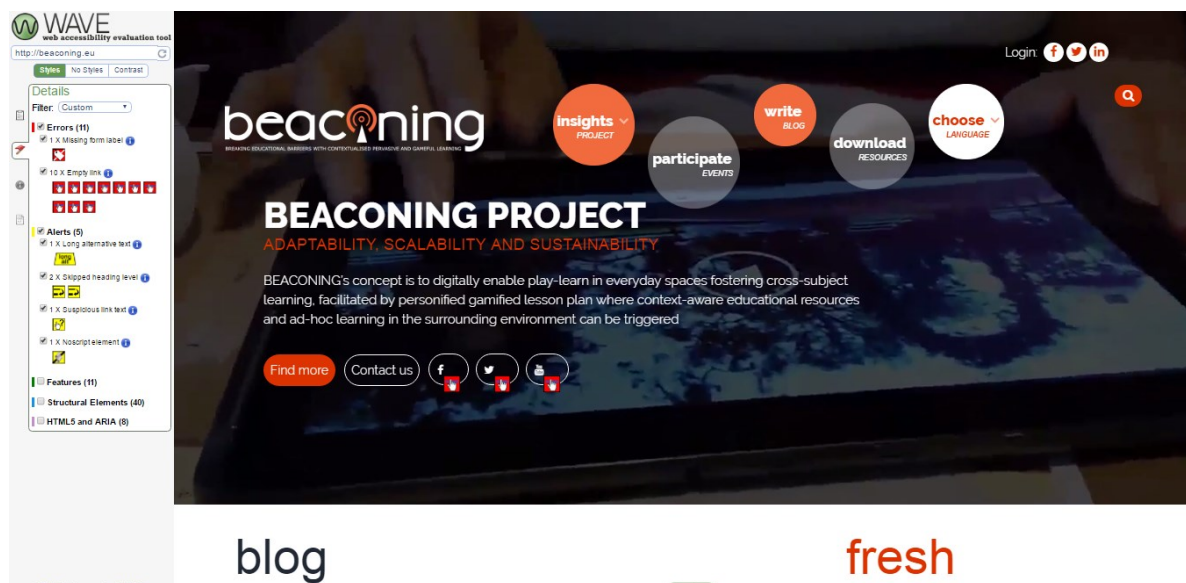 WAVE
web accessibility evaluation tool
http://beaconing.eu
Styles No Styles Contrast
Details
Filter: Custom
Errors (11)
1 X Missing form label
10 X Empty link
Alerts (5)
1 X Long alternative text
long
alt
2 X Skipped heading level
1 X Suspicious link text
1 X Noscript element
Features (11)
Structural Elements (40)
HTML5 and ARIA (8)
Login:
beaconing
BREAKING EDUCATIONAL BARRIERS WITH CONTEXTUALISED PERVASIVE AND GAMEFUL LEARNING
insights
PROJECT
participate
EVENTS
write
BLOG
download
RESOURCES
choose
LANGUAGE
BEACONING PROJECT
ADAPTABILITY, SCALABILITY AND SUSTAINABILITY
BEACONING's concept is to digitally enable play-learn in everyday spaces fostering cross-subject
learning, facilitated by personified gamified lesson plan where context-aware educational resources
and ad-hoc learning in the surrounding environment can be triggered
Find more Contact us
blog fresh